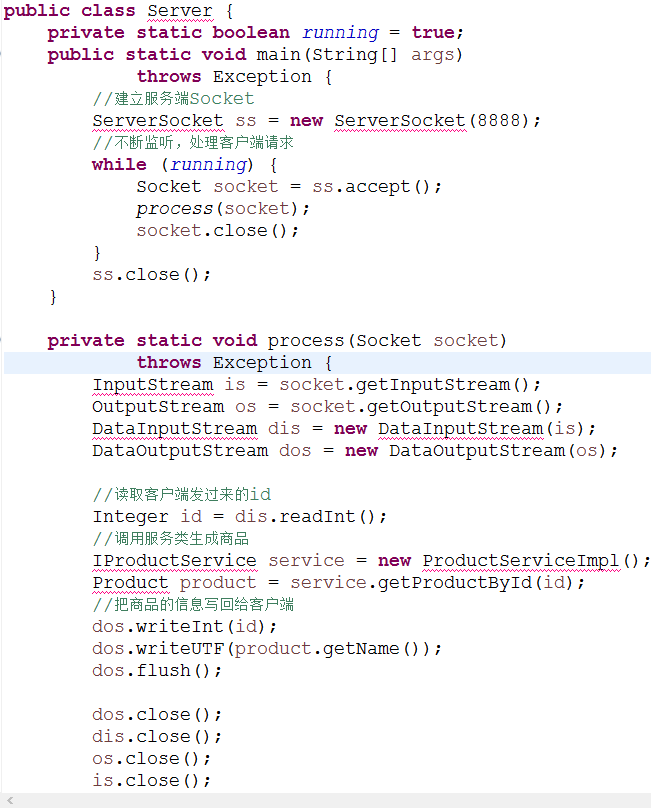 public class Server {
    private static boolean running = true;
    public static void main(String[] args)
            throws Exception {
        //建立服务端Socket
        ServerSocket ss = new ServerSocket(8888);
        //不断监听，处理客户端请求
        while (running) {
            Socket socket = ss.accept();
            process(socket);
            socket.close();
        }
        ss.close();
    }
    private static void process(Socket socket)
            throws Exception {
        InputStream is = socket.getInputStream();
        OutputStream os = socket.getOutputStream();
        DataInputStream dis = new DataInputStream(is);
        DataOutputStream dos = new DataOutputStream(os);
        //读取客户端发过来的id
        Integer id = dis.readInt();
        //调用服务类生成商品
        IProductService service = new ProductServiceImpl();
        Product product = service.getProductById(id);
        //把商品的信息写回给客户端
        dos.writeInt(id);
        dos.writeUTF(product.getName());
        dos.flush();
        dos.close();
        dis.close();
        os.close();
        is.close();